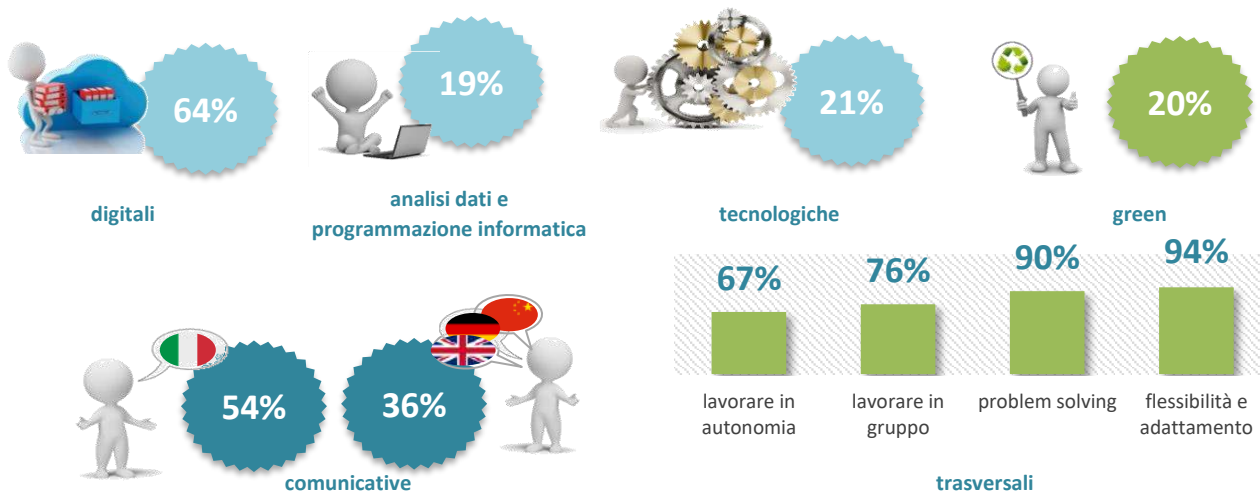 64%
19%
21%
20%
digitali
analisi dati e
programmazione informatica
tecnologiche
green
54%
36%
comunicative
67%
76%
90%
94%
lavorare in
autonomia
lavorare in
gruppo
problem solving
flessibilità e
adattamento
trasversali